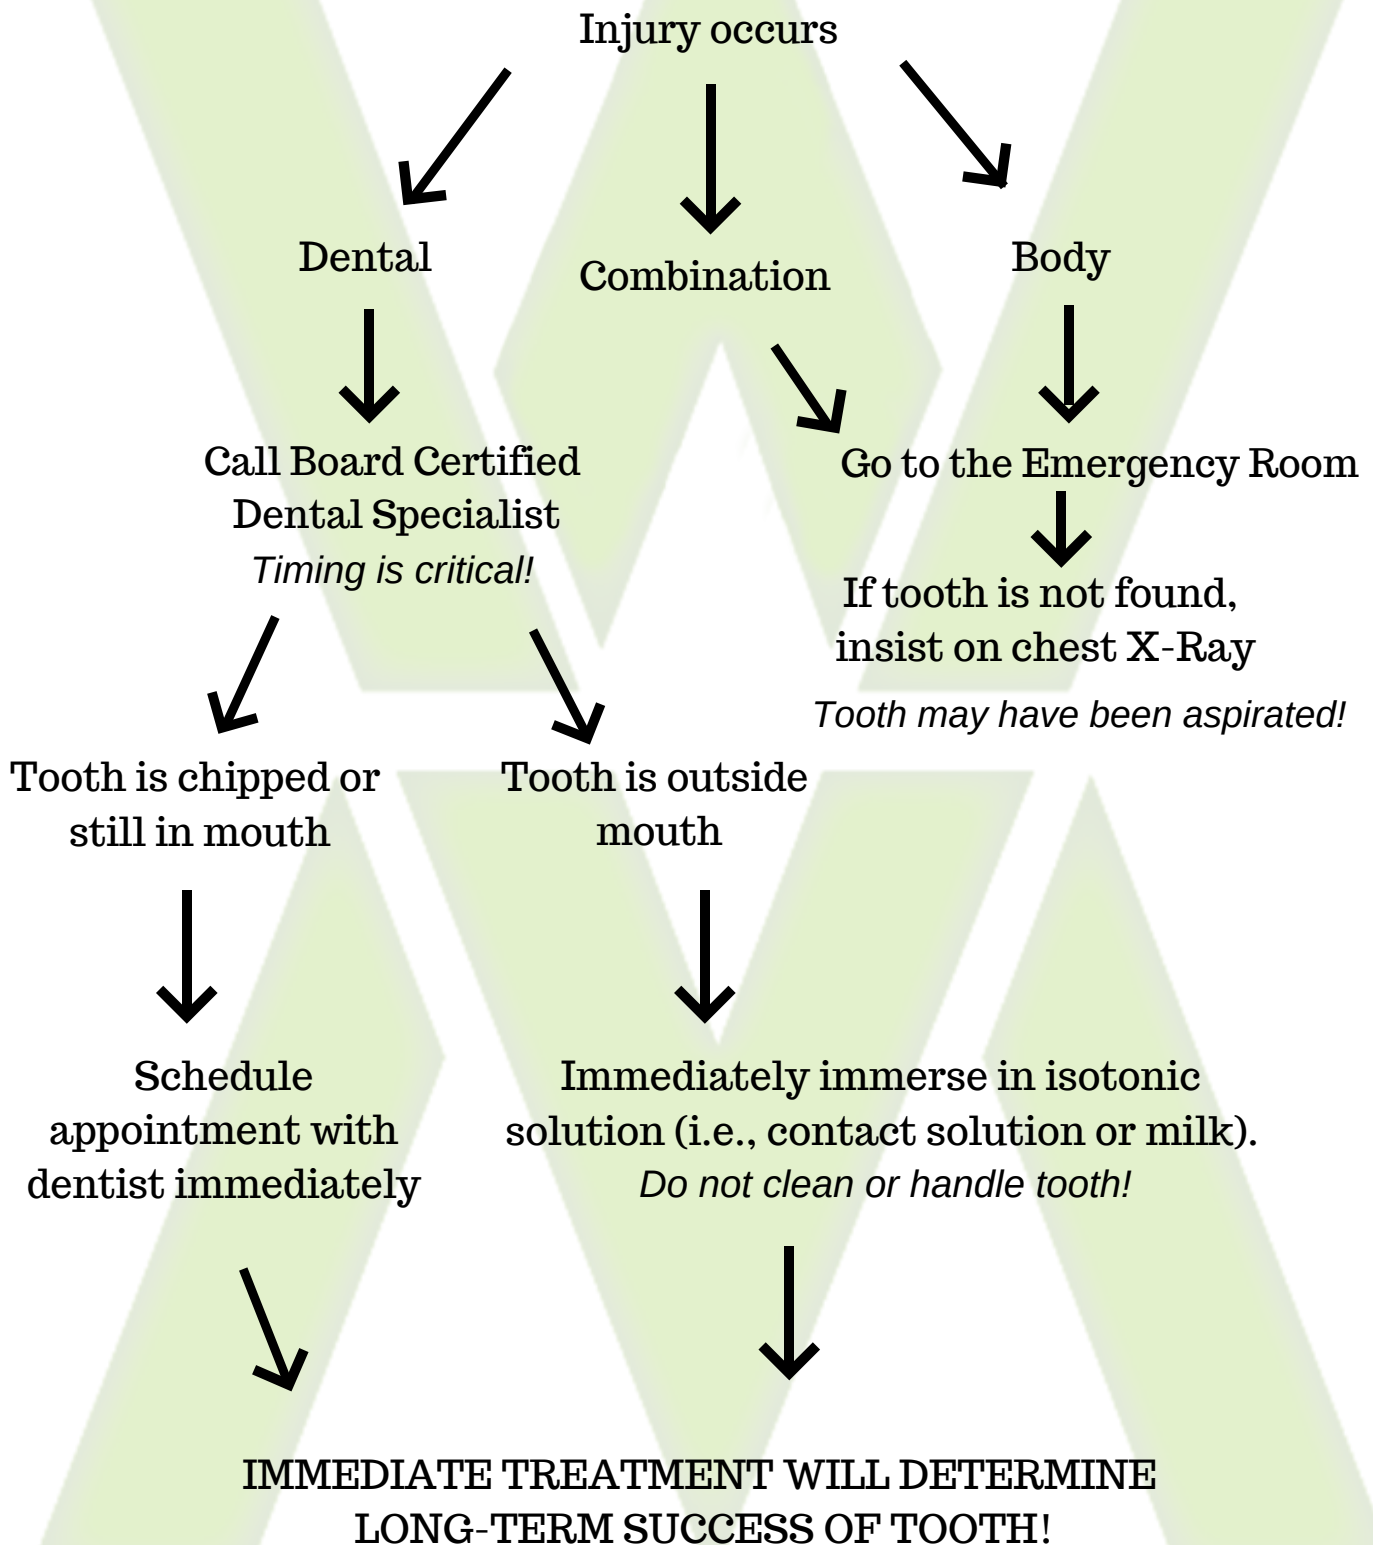 Injury occurs
Dental
Combination
Body
Call Board Certified
Dental Specialist
Timing is critical!
Go to the Emergency Room
If tooth is not found,
insist on chest X-Ray
Tooth may have been aspirated!
Tooth is chipped or
still in mouth
Tooth is outside
mouth
Schedule
appointment with
dentist immediately
Immediately immerse in isotonic
solution (i.e., contact solution or milk).
Do not clean or handle tooth!
IMMEDIATE TREATMENT WILL DETERMINE
LONG-TERM SUCCESS OF TOOTH!